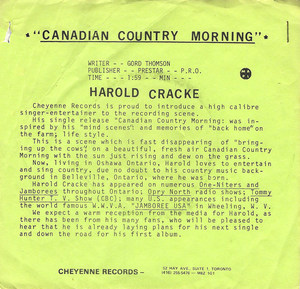 *"CANADIAN COUNTRY MORNING"*
WRITER - - GORD THOMSON
PUBLISHER - - PRESTAR - - P.R.O.
TIME - - - 1:59 - - MIN - - -
HAROLD CRACKE
Cheyenne Records is proud to introduce a high calibre
singer-entertainer to the recording scene.
His single release "Canadian Country Morning: was in-
spired by his "mind scenes" and memories of "back home" on
the farm, life style.
This is a scene which is fast disappearing of "bring-
ing up the cows", on a beautiful, fresh air Canadian Country
Morning with the sun just rising and dew on the grass.
Now, living in Oshawa Ontario, Harold loves to entertain
and sing country, due no doubt to his country music back-
ground in Belleville, Ontario, where he was born.
Harold Cracke has appeared on numerous One-Niters and
Jamborees throughout Ontario; Opry North radio shows; Tommy
Hunter T. V. Show (CBC); many U.S. appearances including
the world famous W.W.V.A. "JAMBOREE USA" in Wheeling, W. V.
We expect a warm reception from the media for Harold, as
there has been from his many fans, who will be pleased to
hear that he is already laying plans for his next single
and down the road for his first album.
CHEYENNE RECORDS-
SUITE 1, TORONTO